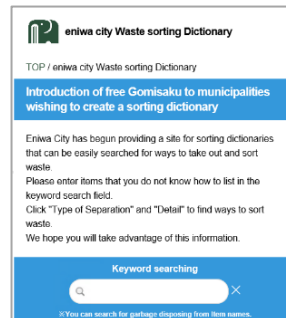 eniwa city Waste sorting Dictionary
TOP / eniwa city Waste sorting Dictionary
Introduction of free Gomisaku to municipalities
wishing to create a sorting dictionary
Eniwa City has begun providing a site for sorting dictionaries
that can be easily searched for ways to take out and sort
waste.
Please enter items that you do not know how to list in the
keyword search field.
Click "Type of Separation" and "Detail" to find ways to sort
waste.
We hope you will take advantage of this information.
Keyword searching
※You can search for garbage disposing from Item names.